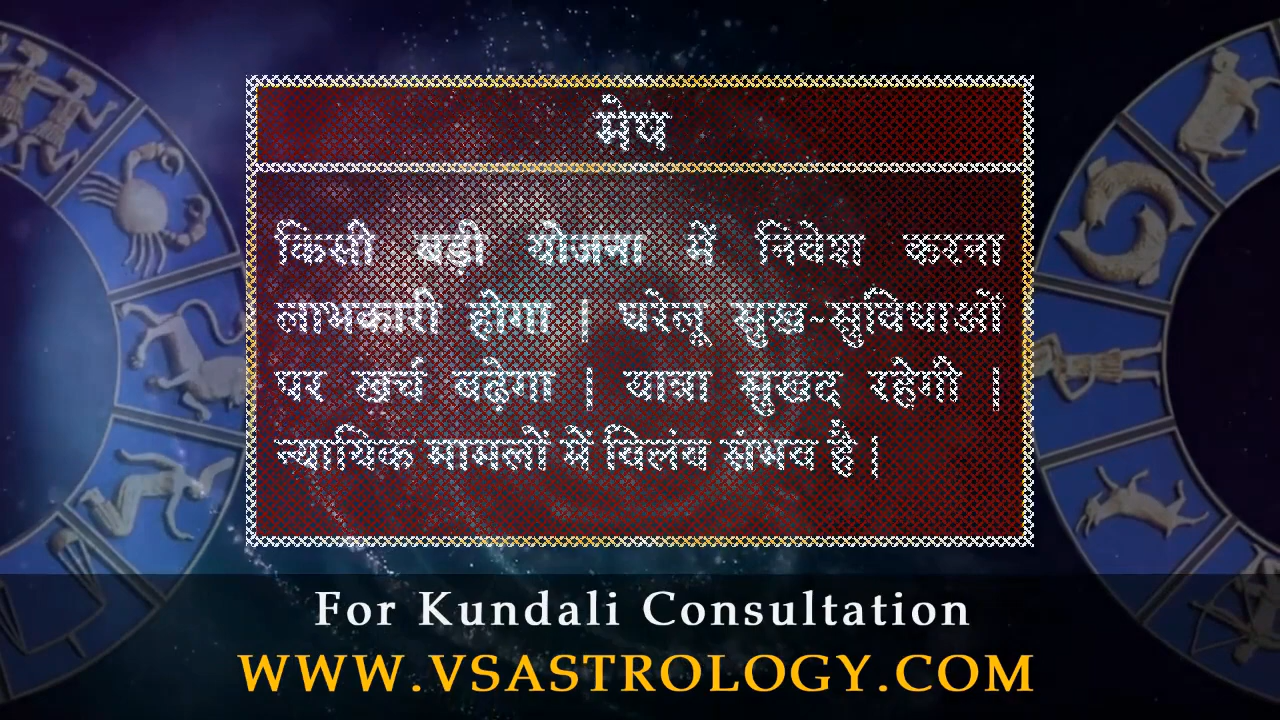 मेष
किसी बड़ी योजना में निवेश करना
लाभकारी होगा | घरेलू सुख-सुविधाओं
पर खर्च बढ़ेगा | यात्रा सुखद रहेगी |
न्यायिक मामलों में विलंब संभव है |
For Kundali Consultation
WWW.VSASTROLOGY.COM